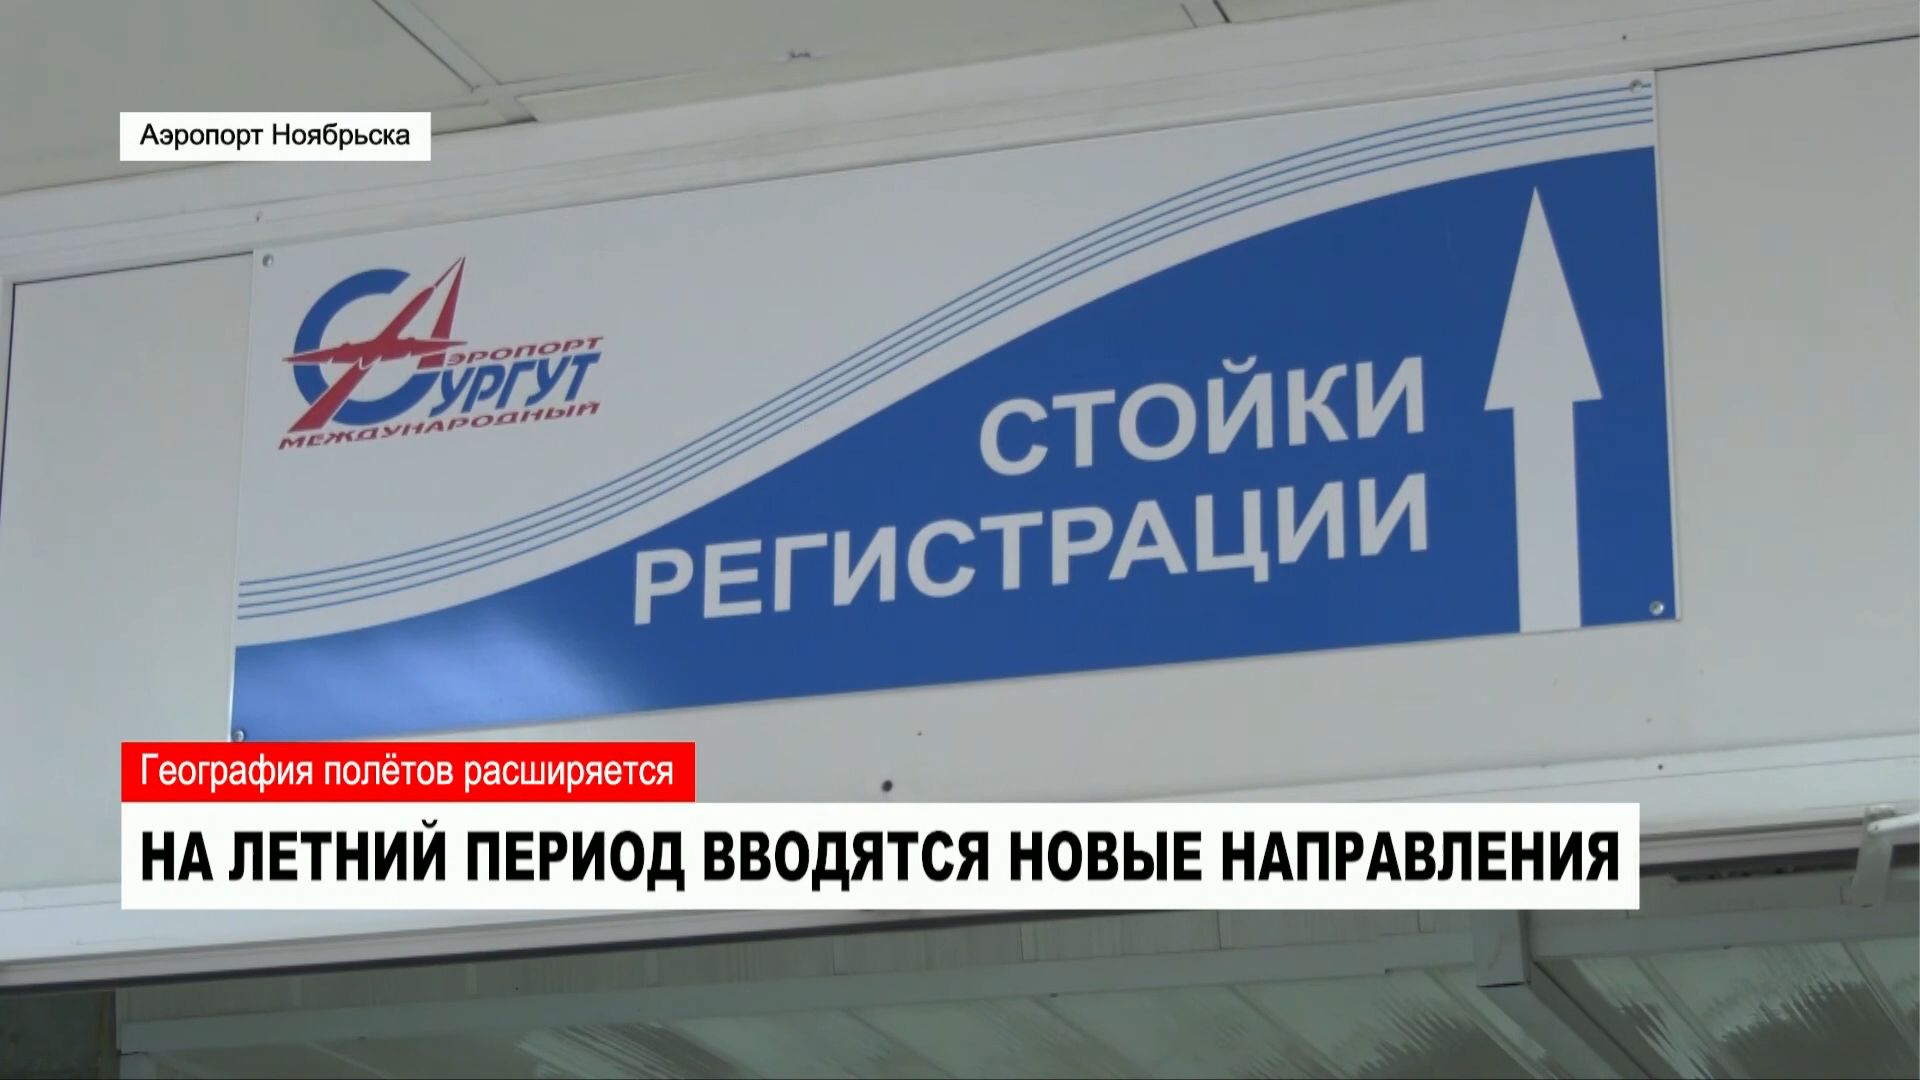 Аэропорт Ноябрьска
АЭРОПОРТ
СУРГУТ
МЕЖДУНАРОДНЫЙ
СТОЙКИ
РЕГИСТРАЦИИ
География полётов расширяется
НА ЛЕТНИЙ ПЕРИОД ВВОДЯТСЯ НОВЫЕ НАПРАВЛЕНИЯ